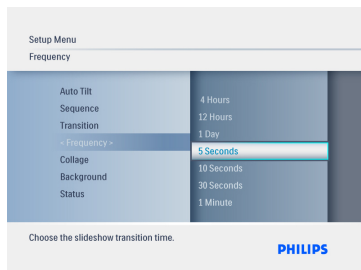 Setup Menu
Frequency
Auto Tilt
Sequence
Transition
< Frequency >
Collage
Background
Status
4 Hours
12 Hours
1 Day
5 Seconds
10 Seconds
30 Seconds
1 Minute
Choose the slideshow transition time.
PHILIPS